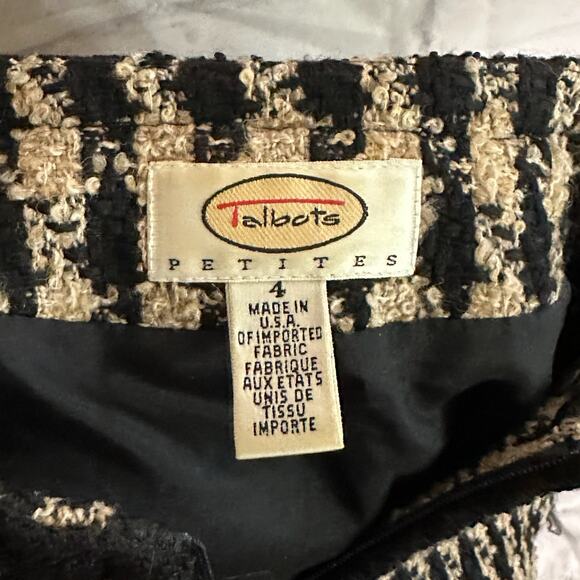 Talbots
PETITES
4
MADE IN
U.S.A.
OF IMPORTED
FABRIC
FABRIQUE
AUX ETATS
UNIS DE
TISSU
IMPORTE